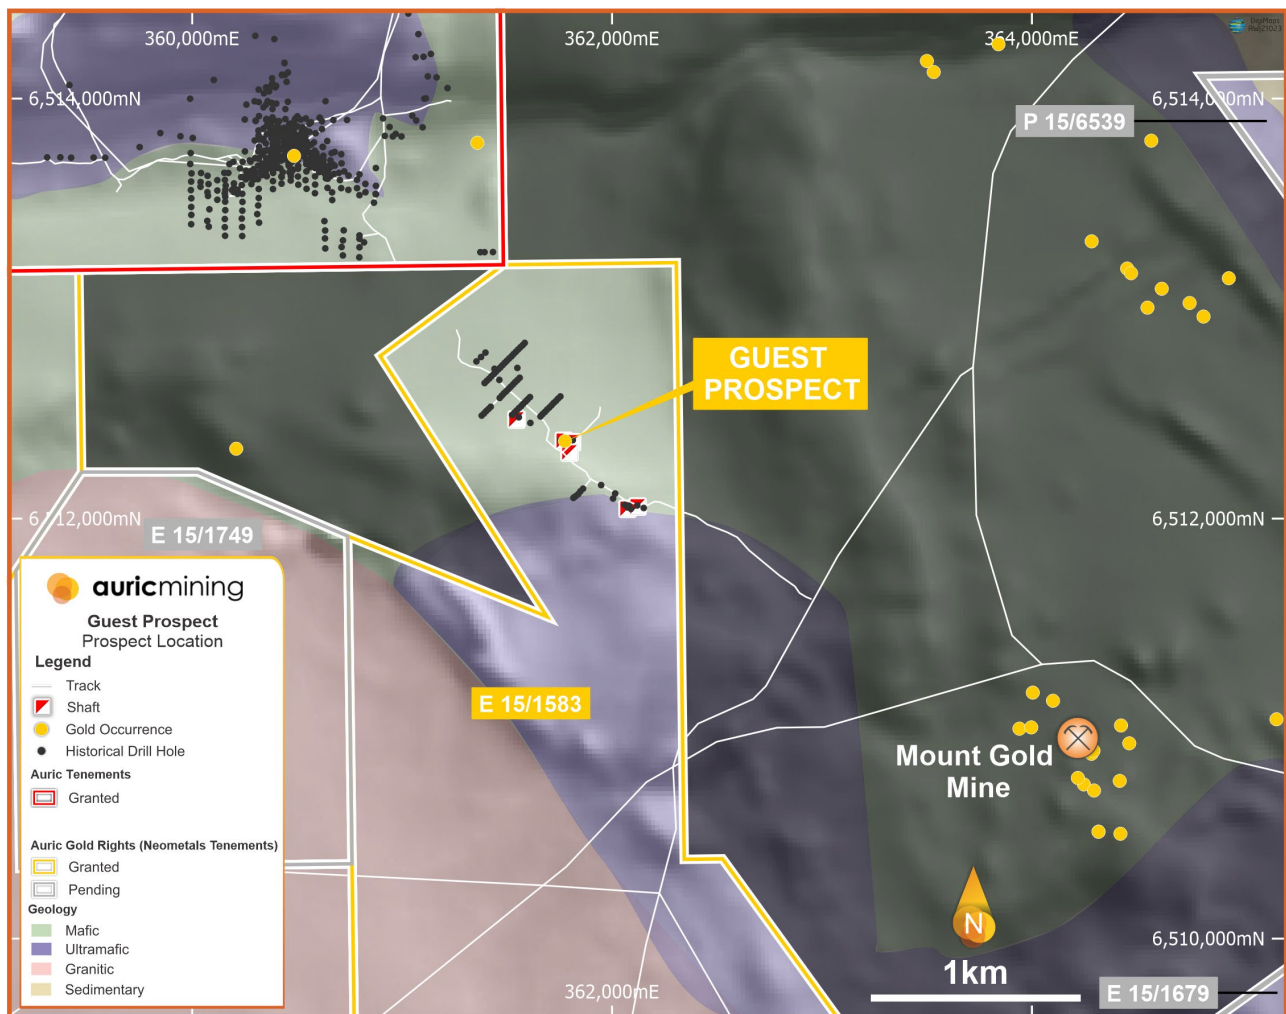 360,000mE
362,000mE
364,000mE
DigiMaps
6,514,000mN
6,514,000mN
P 15/6539
GUEST
PROSPECT
6,512,000mN
6,512,000mN
E 15/1749
auricmining
Guest Prospect
Prospect Location
Legend
Track
Shaft
Gold Occurrence
Historical Drill Hole
Auric Tenements
Granted
Auric Gold Rights (Neometals Tenements)
Granted
Pending
Geology
Mafic
Ultramafic
Granitic
Sedimentary
E 15/1583
Mount Gold
Mine
N
6,510,000mN
1km
362,000mE
E 15/1679